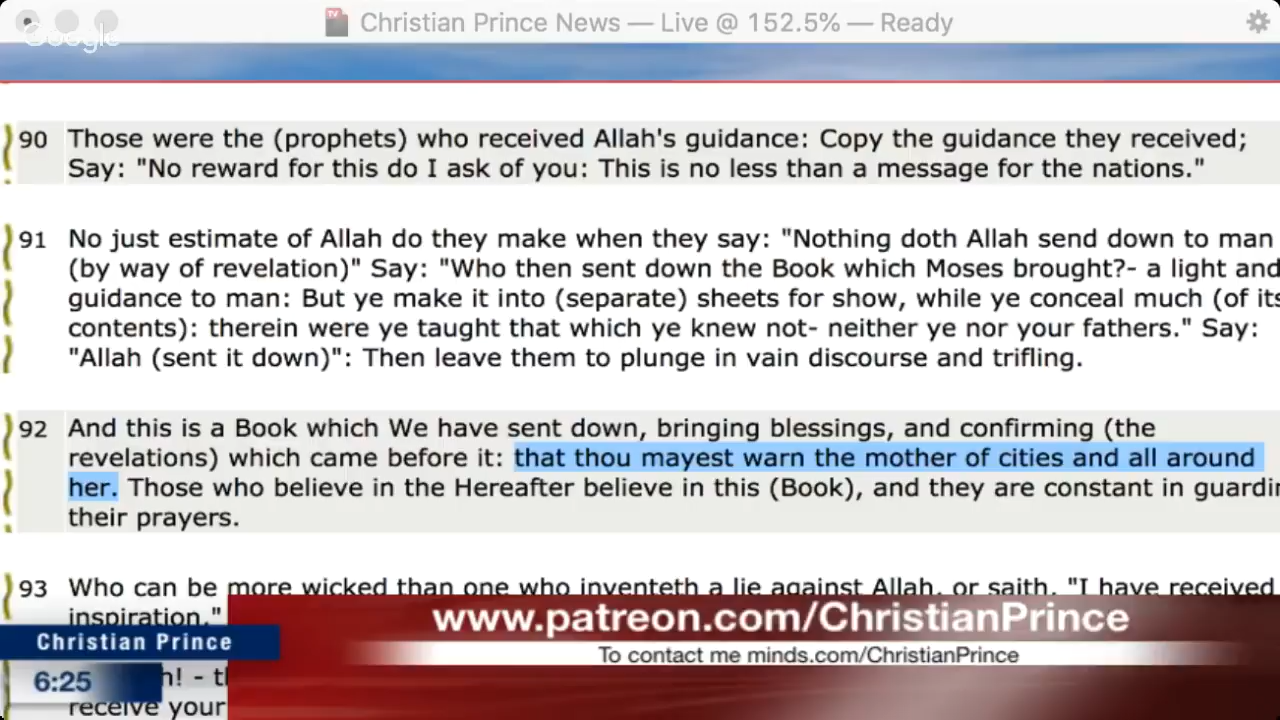 Christian Prince News — Live @ 152.5% — Ready
Google
90 Those were the (prophets) who received Allah's guidance: Copy the guidance they received;
Say: "No reward for this do I ask of you: This is no less than a message for the nations."
91 No just estimate of Allah do they make when they say: "Nothing doth Allah send down to man
(by way of revelation)" Say: "Who then sent down the Book which Moses brought?- a light and
guidance to man: But ye make it into (separate) sheets for show, while ye conceal much (of its
contents): therein were ye taught that which ye knew not- neither ye nor your fathers." Say:
"Allah (sent it down)": Then leave them to plunge in vain discourse and trifling.
92 And this is a Book which We have sent down, bringing blessings, and confirming (the
revelations) which came before it: that thou mayest warn the mother of cities and all around
her. Those who believe in the Hereafter believe in this (Book), and they are constant in guardin
their prayers.
93 Who can be more wicked than one who inventeth a lie against Allah, or saith, "I have received
inspiration,"
www.patreon.com/ChristianPrince
Christian Prince
To contact me minds.com/ChristianPrince
6:25
h! - t
receive your